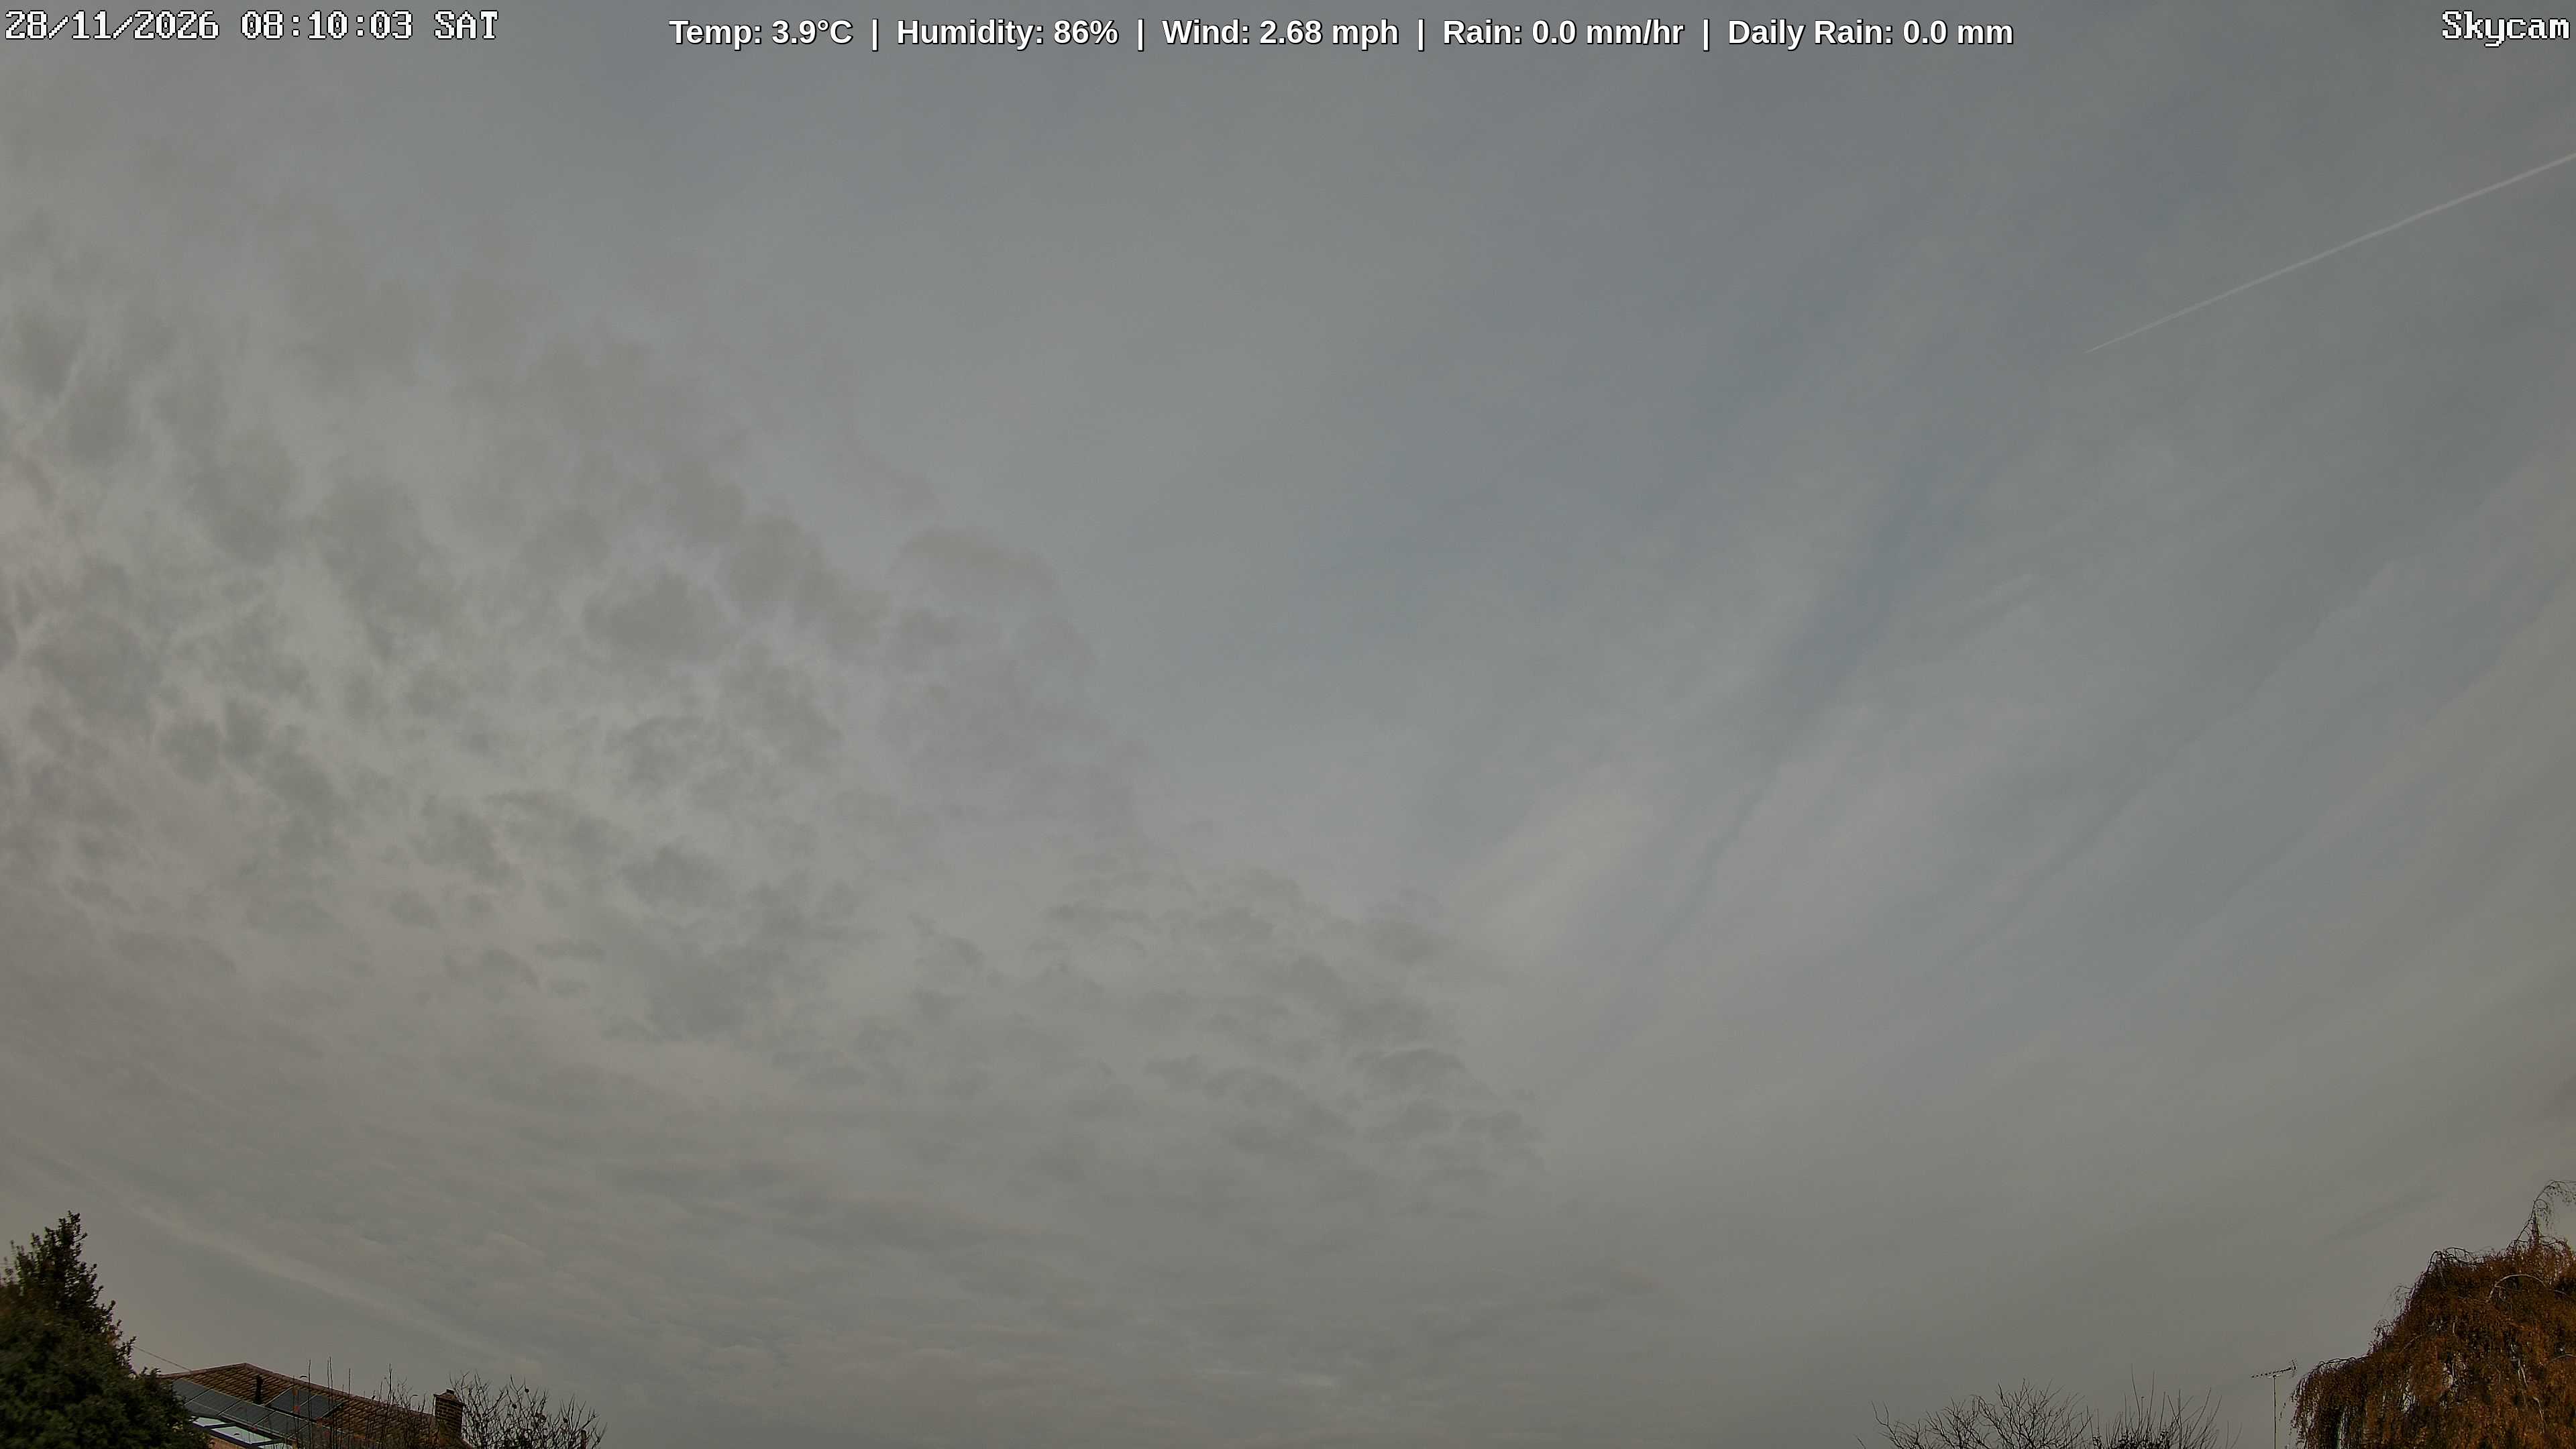 28/11/2026 08:10:03 SAT
Temp: 3.9°C | Humidity: 86% | Wind: 2.68 mph | Rain: 0.0 mm/hr | Daily Rain: 0.0 mm
Skycam